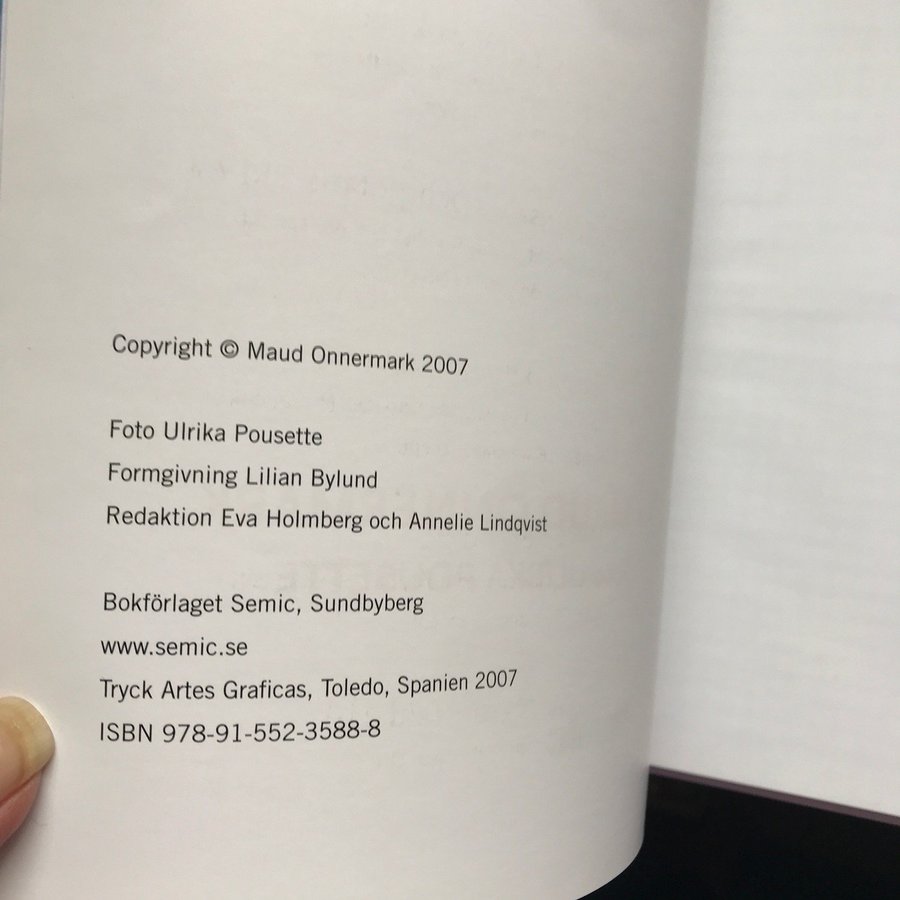 Copyright © Maud Onnermark 2007
Foto Ulrika Pousette
Formgivning Lilian Bylund
Redaktion Eva Holmberg och Annelie Lindqvist
Bokförlaget Semic, Sundbyberg
www.semic.se
Tryck Artes Graficas, Toledo, Spanien 2007
ISBN 978-91-552-3588-8